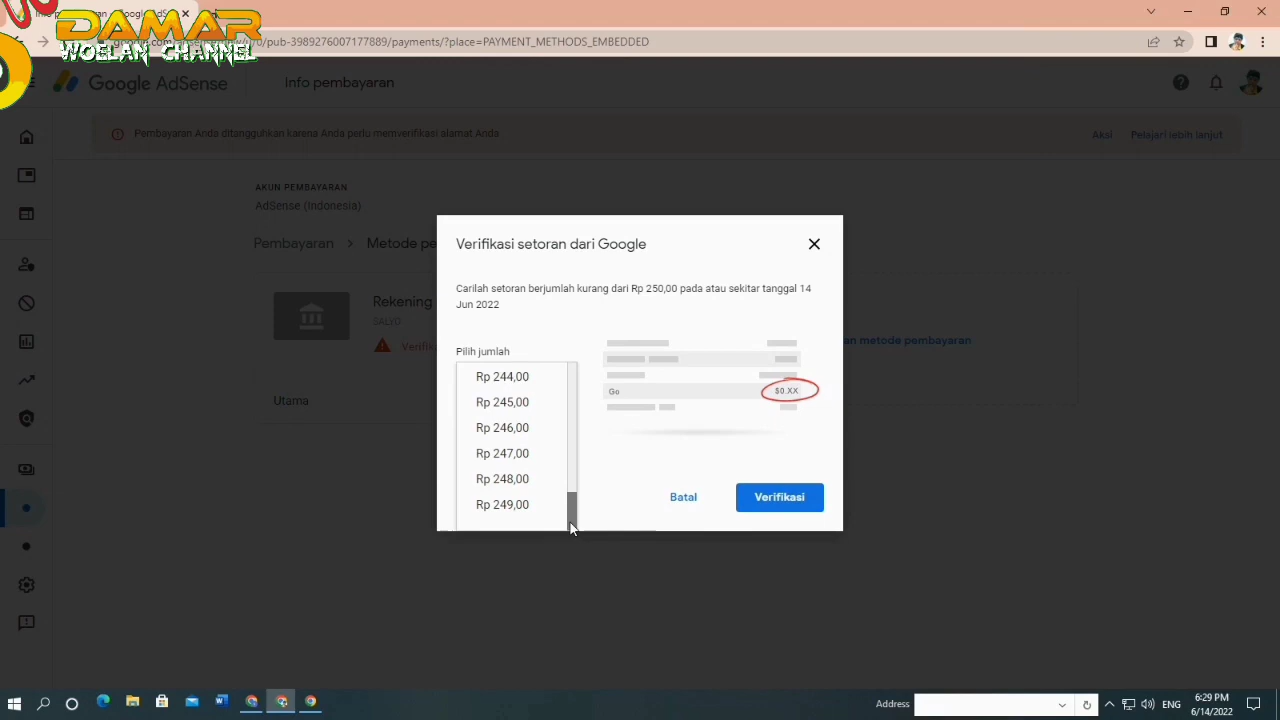 DAMAR
WOELAN CHANNEL
pub-3989276007177889/payments/?place=PAYMENT_METHODS_EMBEDDED
Google AdSense
Info pembayaran
Pembayaran Anda ditangguhkan karena Anda perlu memverifikasi alamat Anda
Aksi
Pelajari lebih lanjut
AKUN PEMBAYARAN
AdSense (Indonesia)
Pembayaran
Metode pe
Rekening
Verifik
an metode pembayaran
Utama
Verifikasi setoran dari Google
Carilah setoran berjumlah kurang dari Rp 250,00 pada atau sekitar tanggal 14
Jun 2022
Pilih jumlah
Rp 244,00
Rp 245,00
Rp 246,00
Rp 247,00
Rp 248,00
Rp 249,00
Go
$0.XX
Batal
Verifikasi
Address
ENG
6:29 PM
6/14/2022